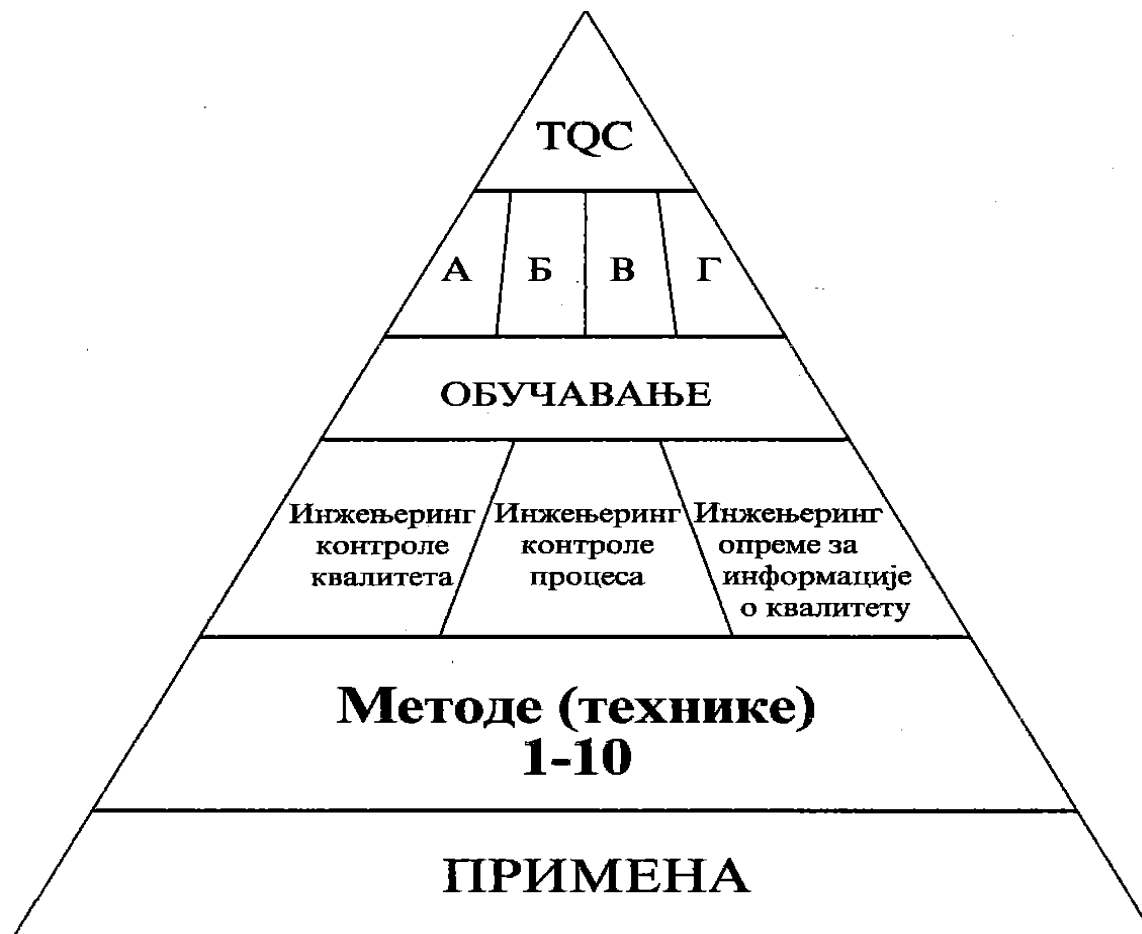 TQC
А Б В Г
ОБУЧАВАЊЕ
Инжењеринг
контроле
квалитета
Инжењеринг
контроле
процеса
Инжењеринг
опреме за
информације
о квалитету
Методе (технике)
1-10
ПРИМЕНА